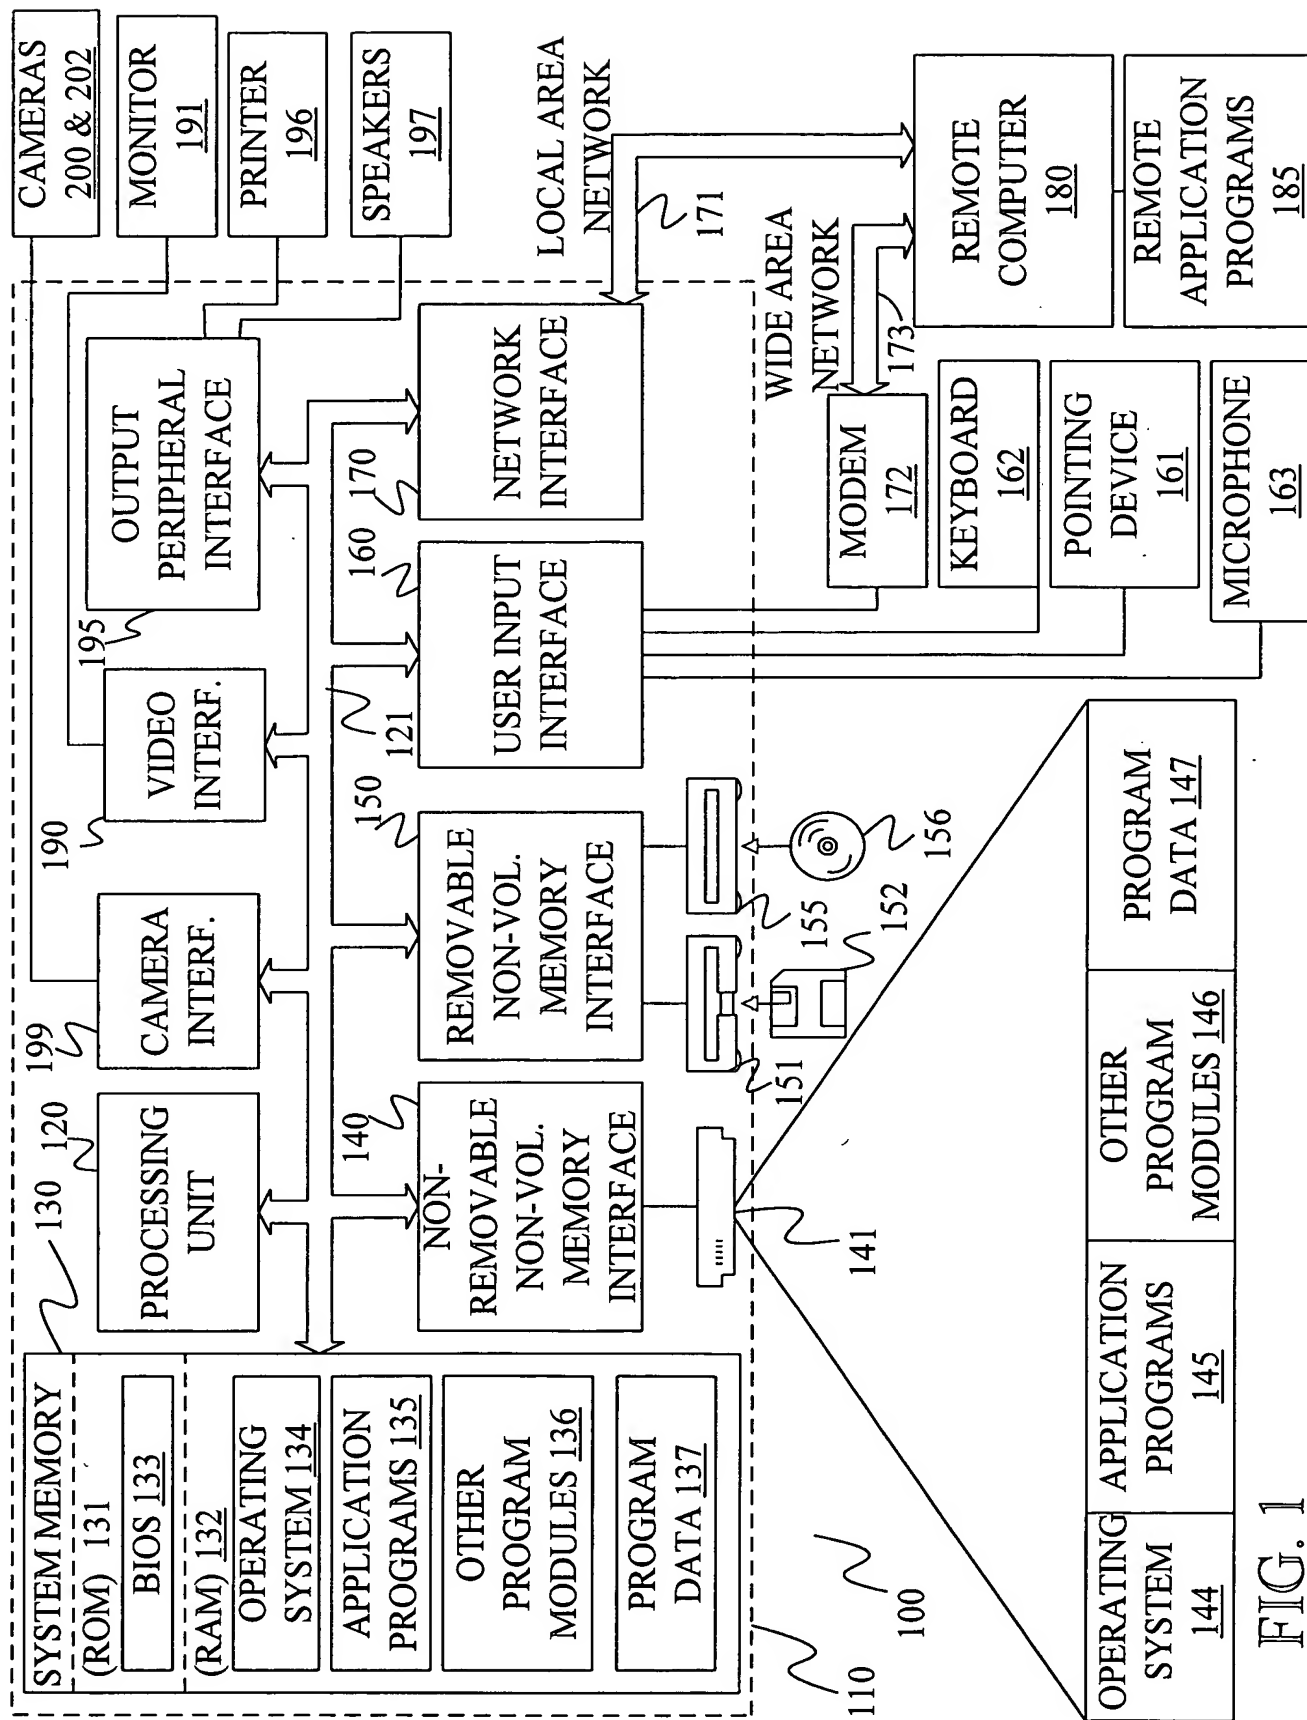 SYSTEM MEMORY
(ROM) 131
BIOS 133
(RAM) 132
OPERATING
SYSTEM 134
APPLICATION
PROGRAMS 135
OTHER
PROGRAM
MODULES 136
PROGRAM
DATA 137
130
120
PROCESSING
UNIT
199
CAMERA
INTERF.
190
VIDEO
INTERF.
195
OUTPUT
PERIPHERAL
INTERFACE
CAMERAS
200 & 202
MONITOR
191
PRINTER
196
SPEAKERS
197
140
NON-
REMOVABLE
NON-VOL.
MEMORY
INTERFACE
150
REMOVABLE
NON-VOL.
MEMORY
INTERFACE
121
160
USER INPUT
INTERFACE
170
NETWORK
INTERFACE
LOCAL AREA
NETWORK
171
141
151
152
155
156
WIDE AREA
NETWORK
173
MODEM
172
KEYBOARD
162
POINTING
DEVICE
161
MICROPHONE
163
REMOTE
COMPUTER
180
REMOTE
APPLICATION
PROGRAMS
185
110
100
OPERATING
SYSTEM
144
APPLICATION
PROGRAMS
145
OTHER
PROGRAM
MODULES 146
PROGRAM
DATA 147
FIG. 1